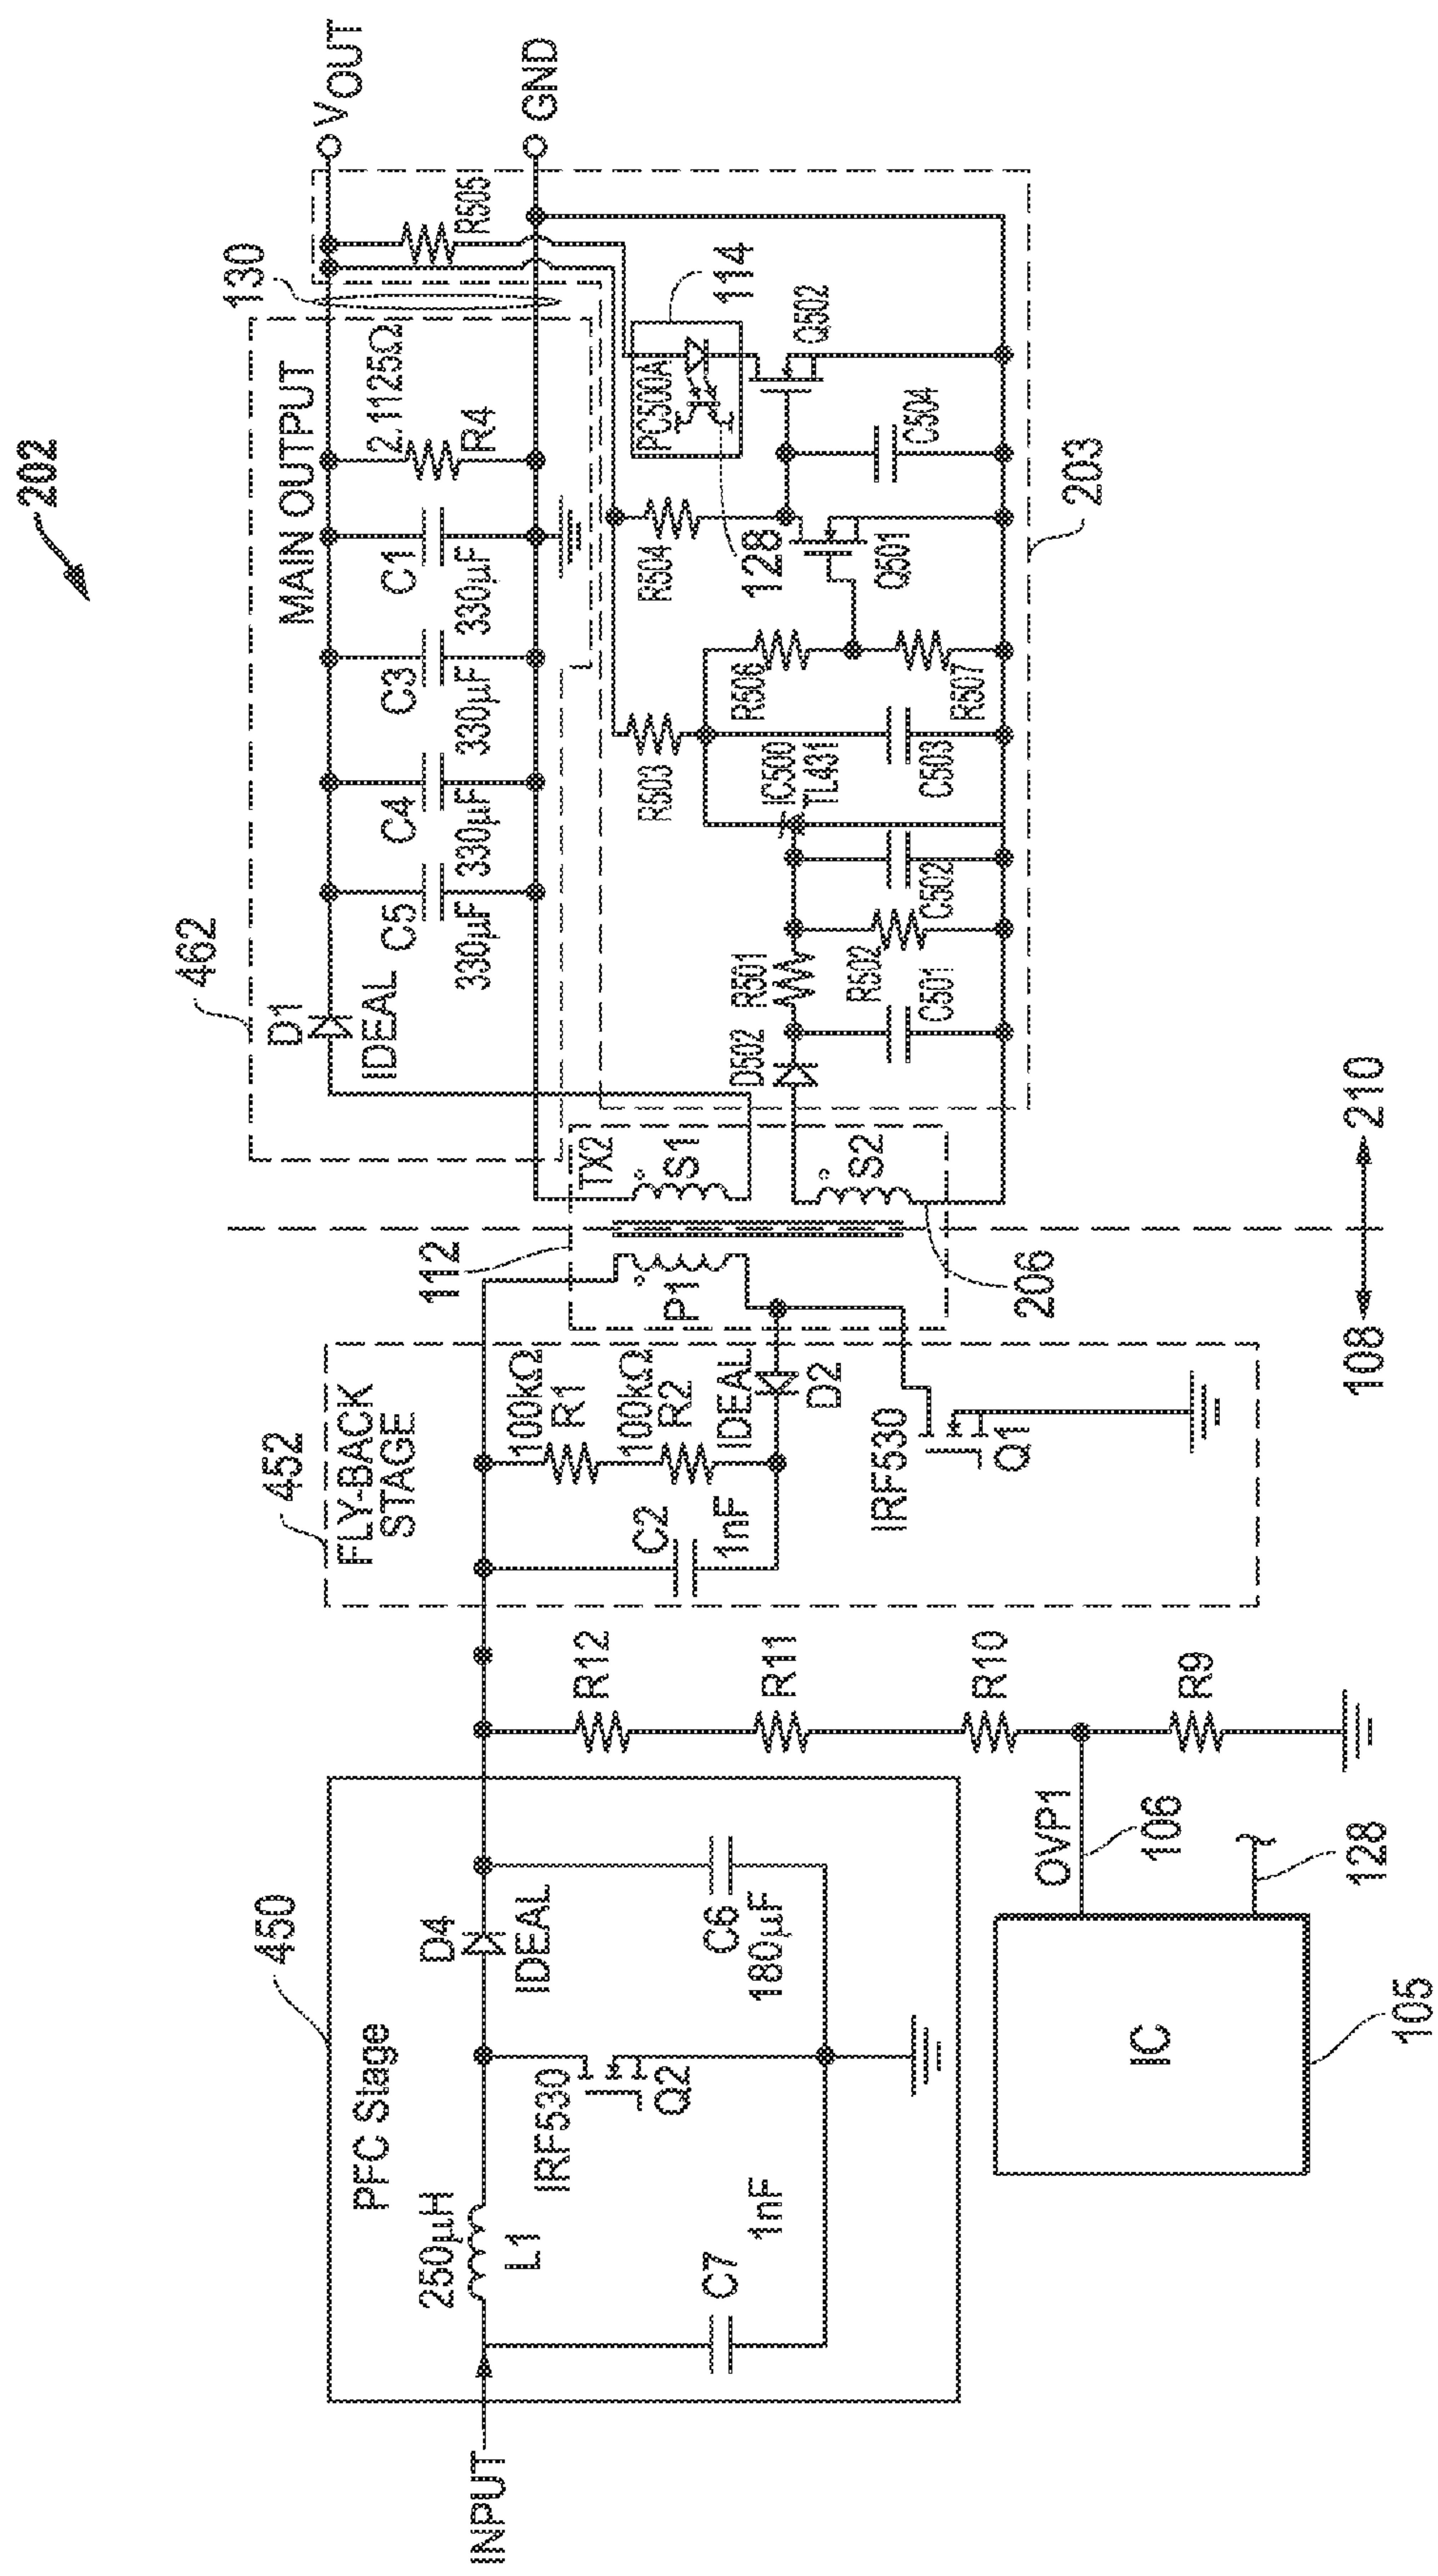 202
462
MAIN OUTPUT
130
VOUT
GND
D1
IDEAL
C5
330µF
C4
330µF
C3
330µF
C1
330µF
2.1125Ω
R4
R505
114
PC500A
128
Q502
R504
Q501
C504
R503
R506
R507
IC500
TL431
C503
C502
R501
R502
C501
D502
203
112
TX2
S1
S2
P1
206
108
210
452
FLY-BACK
STAGE
100kΩ
R1
100kΩ
R2
IDEAL
D2
C2
1nF
IRF530
Q1
R12
R11
R10
R9
450
PFC Stage
INPUT
250µH
L1
D4
IDEAL
IRF530
Q2
C6
180µF
C7
1nF
OVP1
106
128
IC
105